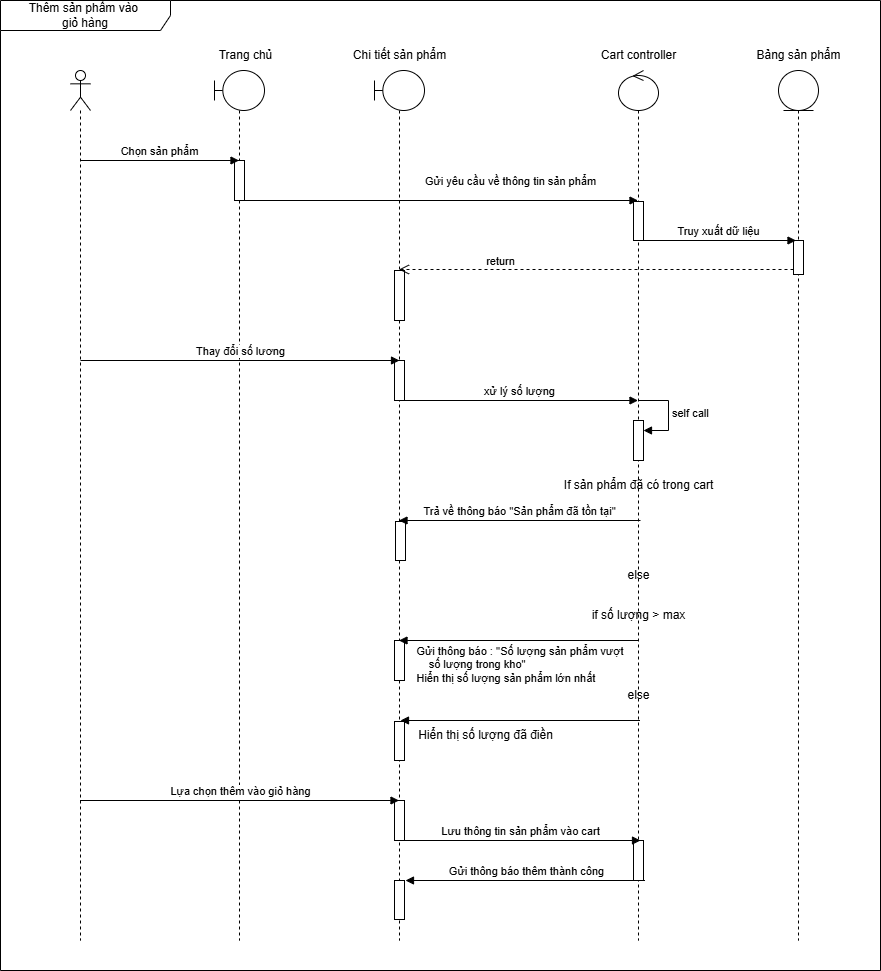 Thêm sản phẩm vào
giỏ hàng
Trang chủ
Chi tiết sản phẩm
Cart controller
Bảng sản phẩm
Chọn sản phẩm
Gửi yêu cầu về thông tin sản phẩm
Truy xuất dữ liệu
return
Thay đổi số lương
xử lý số lượng
self call
If sản phẩm đã có trong cart
Trả về thông báo "Sản phẩm đã tồn tại"
else
if số lượng > max
Gửi thông báo : "Số lượng sản phẩm vượt
số lượng trong kho"
Hiển thị số lượng sản phẩm lớn nhất
else
Hiển thị số lượng đã điền
Lựa chọn thêm vào giỏ hàng
Lưu thông tin sản phẩm vào cart
Gửi thông báo thêm thành công